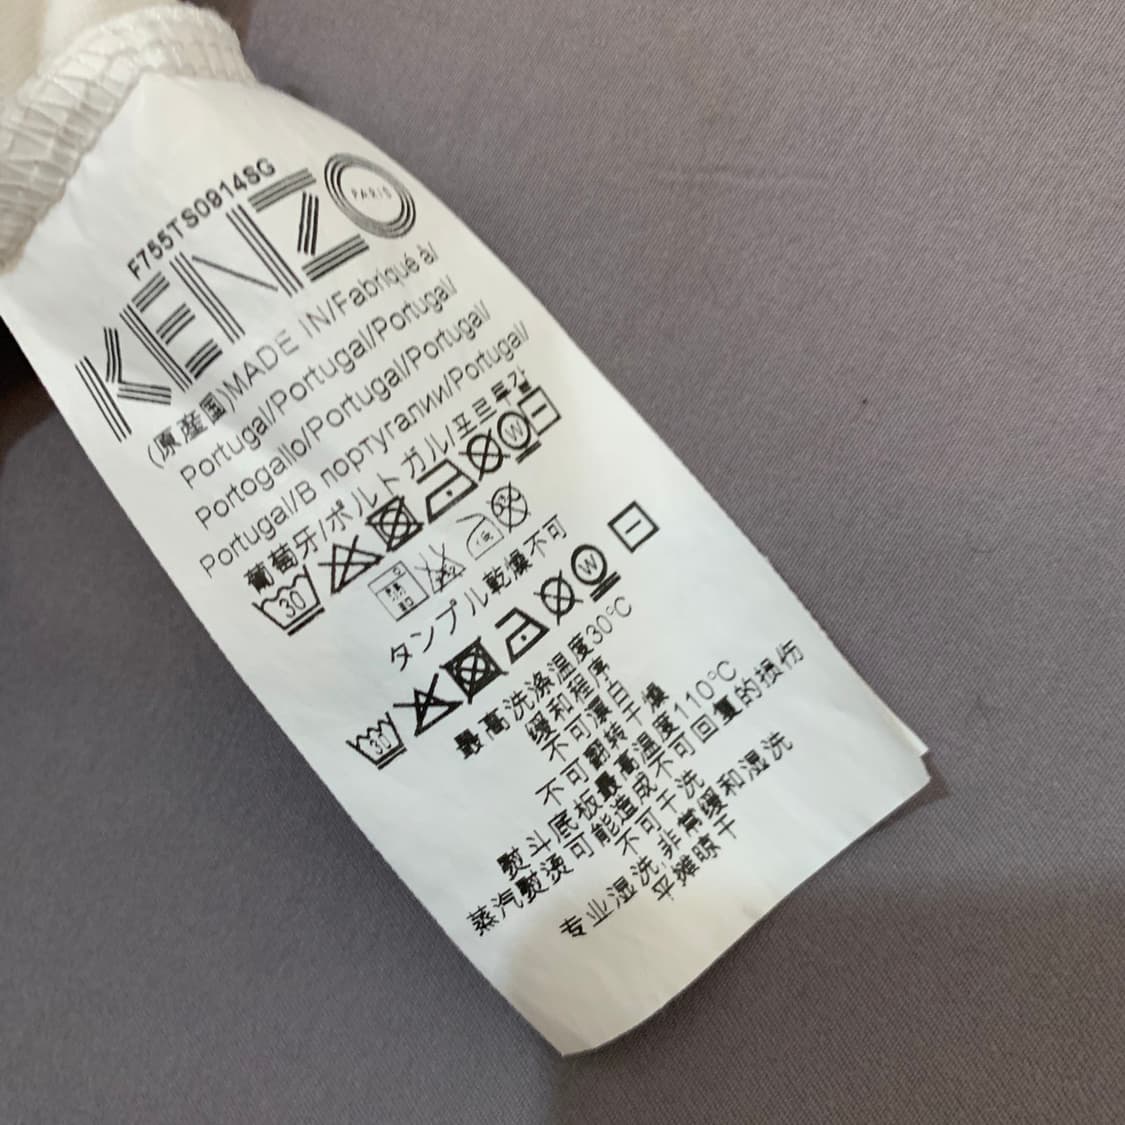 F755TS0914SG
KENZO
PARIS
(原産国)MADE IN/Fabriqué à/
Portugal/Portugal/Portugal/
Portogallo/Portugal/Portugal/
Portugal/В португалии/Portugal/
葡萄牙/ポルトガル/포르투갈
30 W
タンブル乾燥不可
30 W
最高洗涤温度30°C
缓和程序
不可漂白
不可翻转干燥
熨斗底板最高温度110°C
蒸汽熨烫可能造成不可回复的损伤
不可干洗
专业湿洗,非常缓和湿洗
平摊晾干